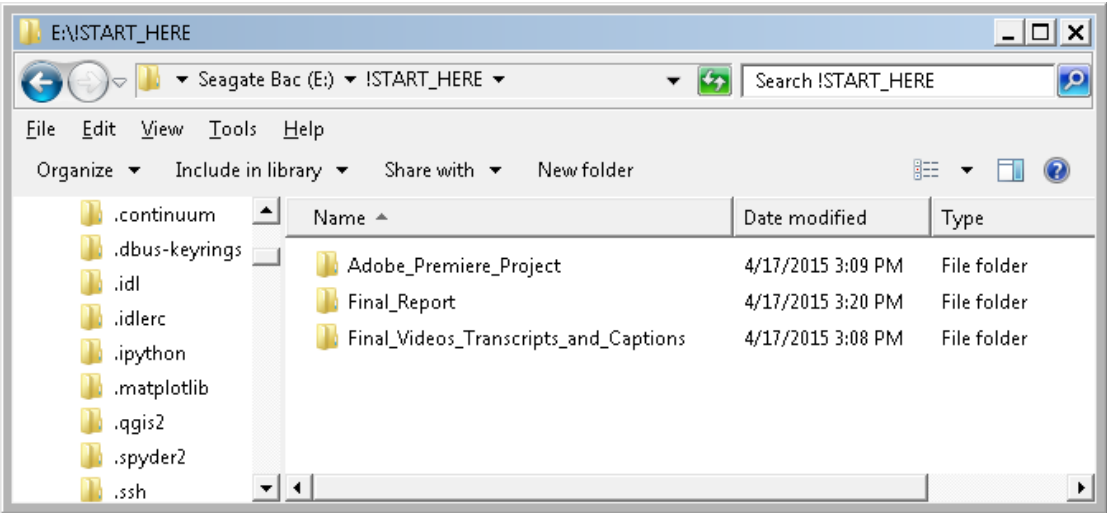 E:\!START_HERE
Seagate Bac (E:) !START_HERE
Search !START_HERE
File Edit View Tools Help
Organize Include in library Share with New folder
.continuum
.dbus-keyrings
.idl
.idlerc
.ipython
.matplotlib
.qgis2
.spyder2
.ssh
Name Date modified Type
Adobe_Premiere_Project 4/17/2015 3:09 PM File folder
Final_Report 4/17/2015 3:20 PM File folder
Final_Videos_Transcripts_and_Captions 4/17/2015 3:08 PM File folder